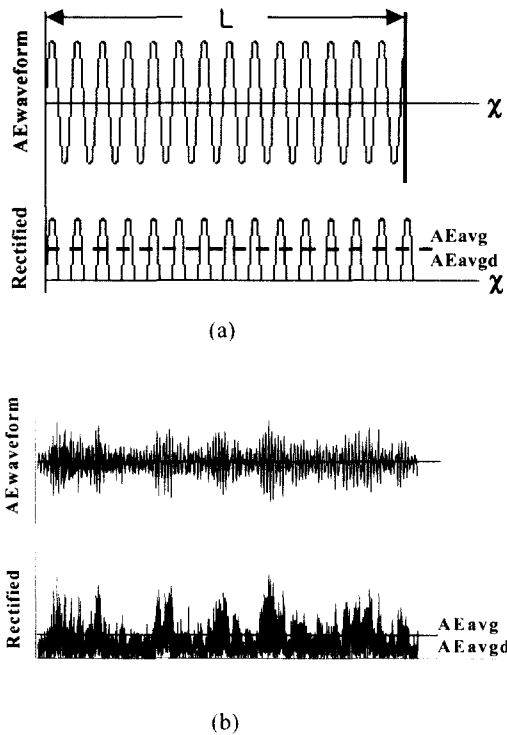 L
AEwaveform
χ
Rectified
AEavg
AEavgd
χ
(a)
AEwaveform
Rectified
AEavg
AEavgd
(b)